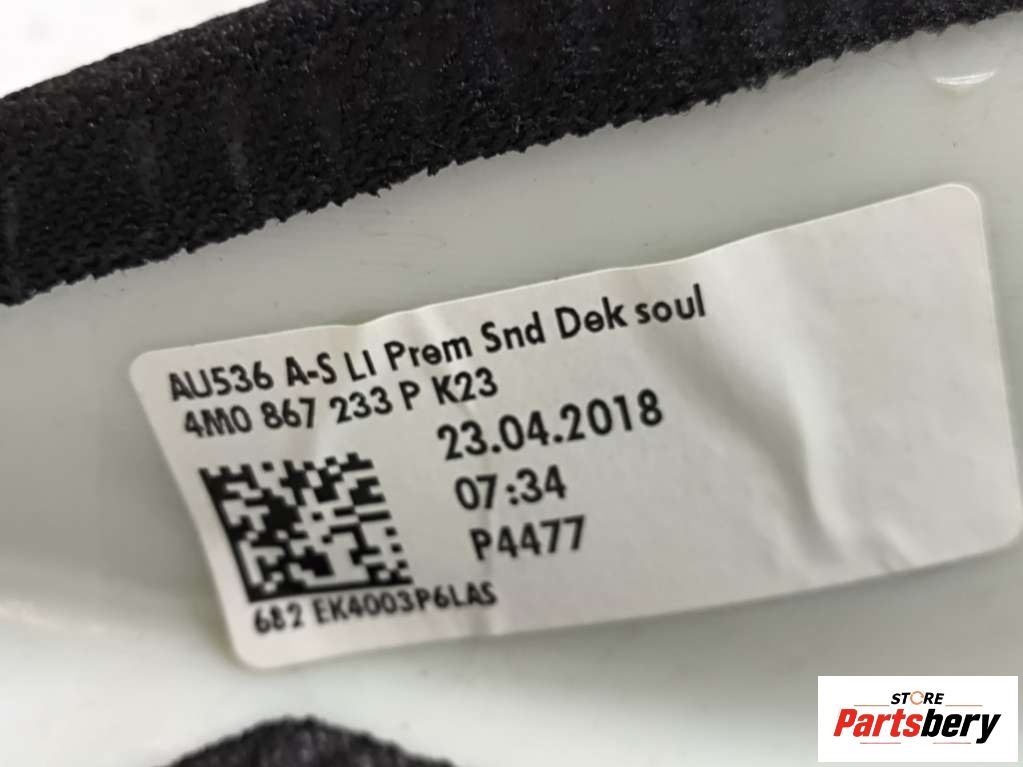 AU536 A-S LI Prem Snd Dek soul
4M0 867 233 P K23
23.04.2018
07:34
P4477
682 EK4003P6LAS
STORE
Partsbery